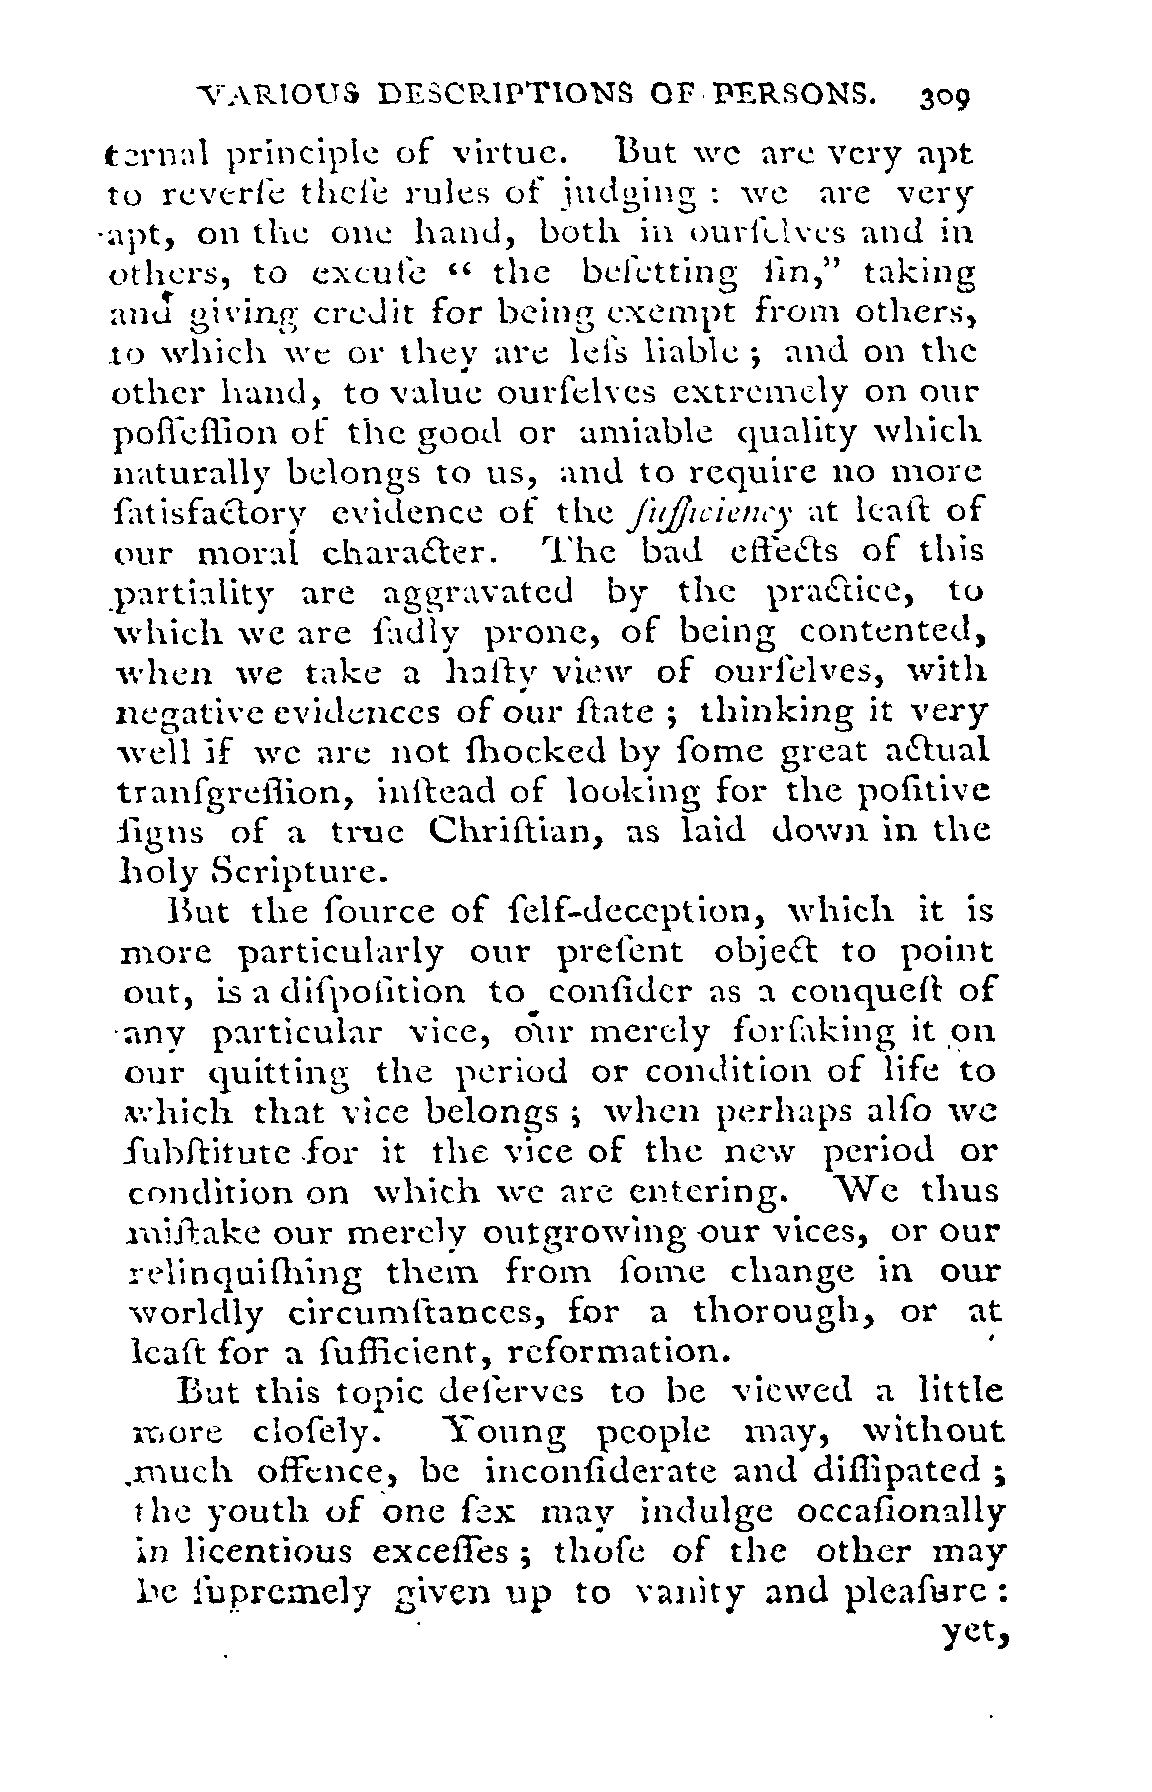 VARIOUS DESCRIPTIONS OF PERSONS. 309
ternal principle of virtue. But we are very apt
to reverſe theſe rules of judging : we are very
apt, on the one hand, both in ourſelves and in
others, to excuſe “ the beſetting ſin,” taking
and giving credit for being exempt from others,
to which we or they are leſs liable ; and on the
other hand, to value ourſelves extremely on our
poſſeſſion of the good or amiable quality which
naturally belongs to us, and to require no more
ſatisfactory evidence of the ſufficiency at leaſt of
our moral character. The bad effects of this
partiality are aggravated by the practice, to
which we are ſadly prone, of being contented,
when we take a haſty view of ourſelves, with
negative evidences of our ſtate ; thinking it very
well if we are not ſhocked by ſome great actual
tranſgreſſion, inſtead of looking for the poſitive
ſigns of a true Chriſtian, as laid down in the
holy Scripture.
But the ſource of ſelf-deception, which it is
more particularly our preſent object to point
out, is a diſpoſition to conſider as a conqueſt of
any particular vice, our merely forſaking it on
our quitting the period or condition of life to
which that vice belongs ; when perhaps alſo we
ſubſtitute for it the vice of the new period or
condition on which we are entering. We thus
miſtake our merely outgrowing our vices, or our
relinquiſhing them from ſome change in our
worldly circumſtances, for a thorough, or at
leaſt for a ſufficient, reformation.
But this topic deſerves to be viewed a little
more cloſely. Young people may, without
much offence, be inconſiderate and diſſipated ;
the youth of one ſex may indulge occaſionally
in licentious exceſſes ; thoſe of the other may
be ſupremely given up to vanity and pleaſure :
yet,